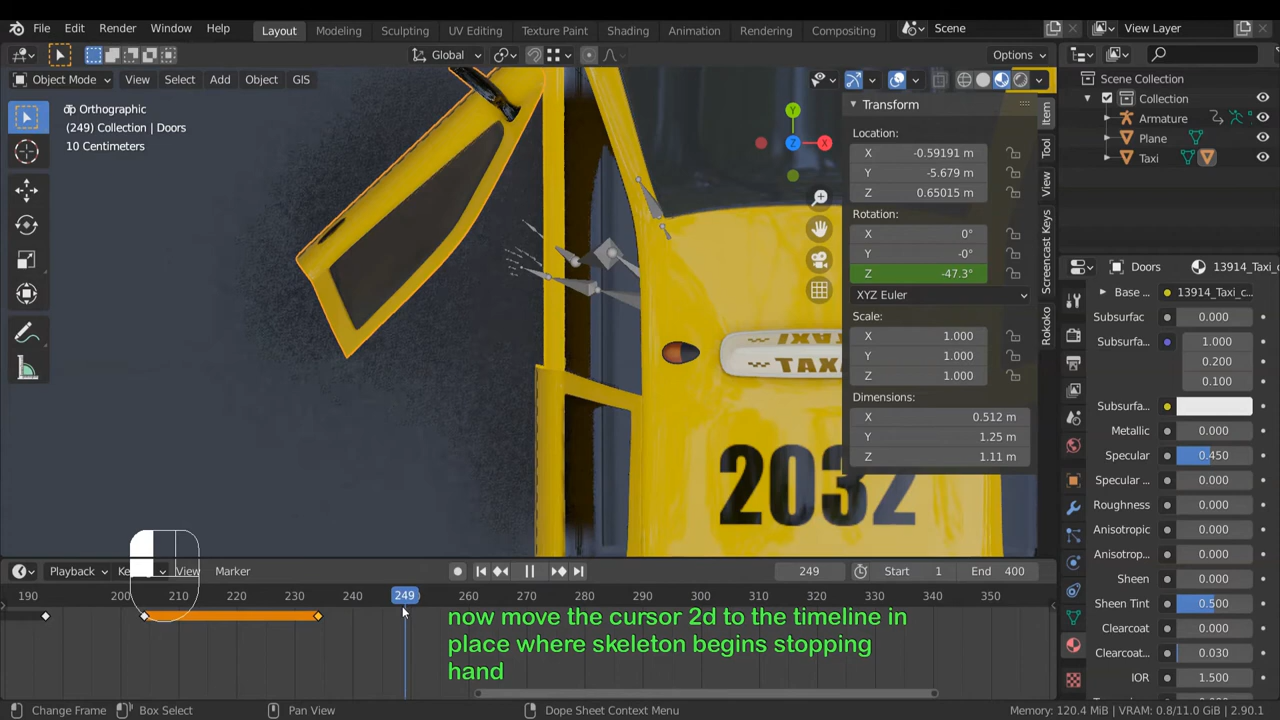 File Edit Render Window Help
Layout Modeling Sculpting UV Editing Texture Paint Shading Animation Rendering Compositing
Scene
View Layer
Global
Options
Object Mode View Select Add Object GIS
Orthographic
(249) Collection | Doors
10 Centimeters
Y
X
Z
Transform
Location:
X -0.59191 m
Y -5.679 m
Z 0.65015 m
Rotation:
X 0°
Y -0°
Z -47.3°
XYZ Euler
Scale:
X 1.000
Y 1.000
Z 1.000
Dimensions:
X 0.512 m
Y 1.25 m
Z 1.11 m
Item
Tool
View
Screencast Keys
Rokoko
Scene Collection
Collection
Armature
Plane
Taxi
Doors 13914_Taxi_c...
Base ... 13914_Taxi_c...
Subsurfac 0.000
Subsurfa... 1.000
0.200
0.100
Subsurfa...
Metallic 0.000
Specular 0.450
Specular ... 0.000
Roughness 0.000
Anisotropic 0.000
Anisotrop... 0.000
Sheen 0.000
Sheen Tint 0.500
Clearcoat 0.000
Clearcoat... 0.030
IOR 1.500
TAXI
2032
Playback View Marker
249
Start 1
End 400
190 200 210 220 230 240 249 260 270 280 290 300 310 320 330 340 350
now move the cursor 2d to the timeline in
place where skeleton begins stopping
hand
Change Frame Box Select Pan View Dope Sheet Context Menu
Memory: 120.4 MiB | VRAM: 0.8/11.0 GiB | 2.90.1